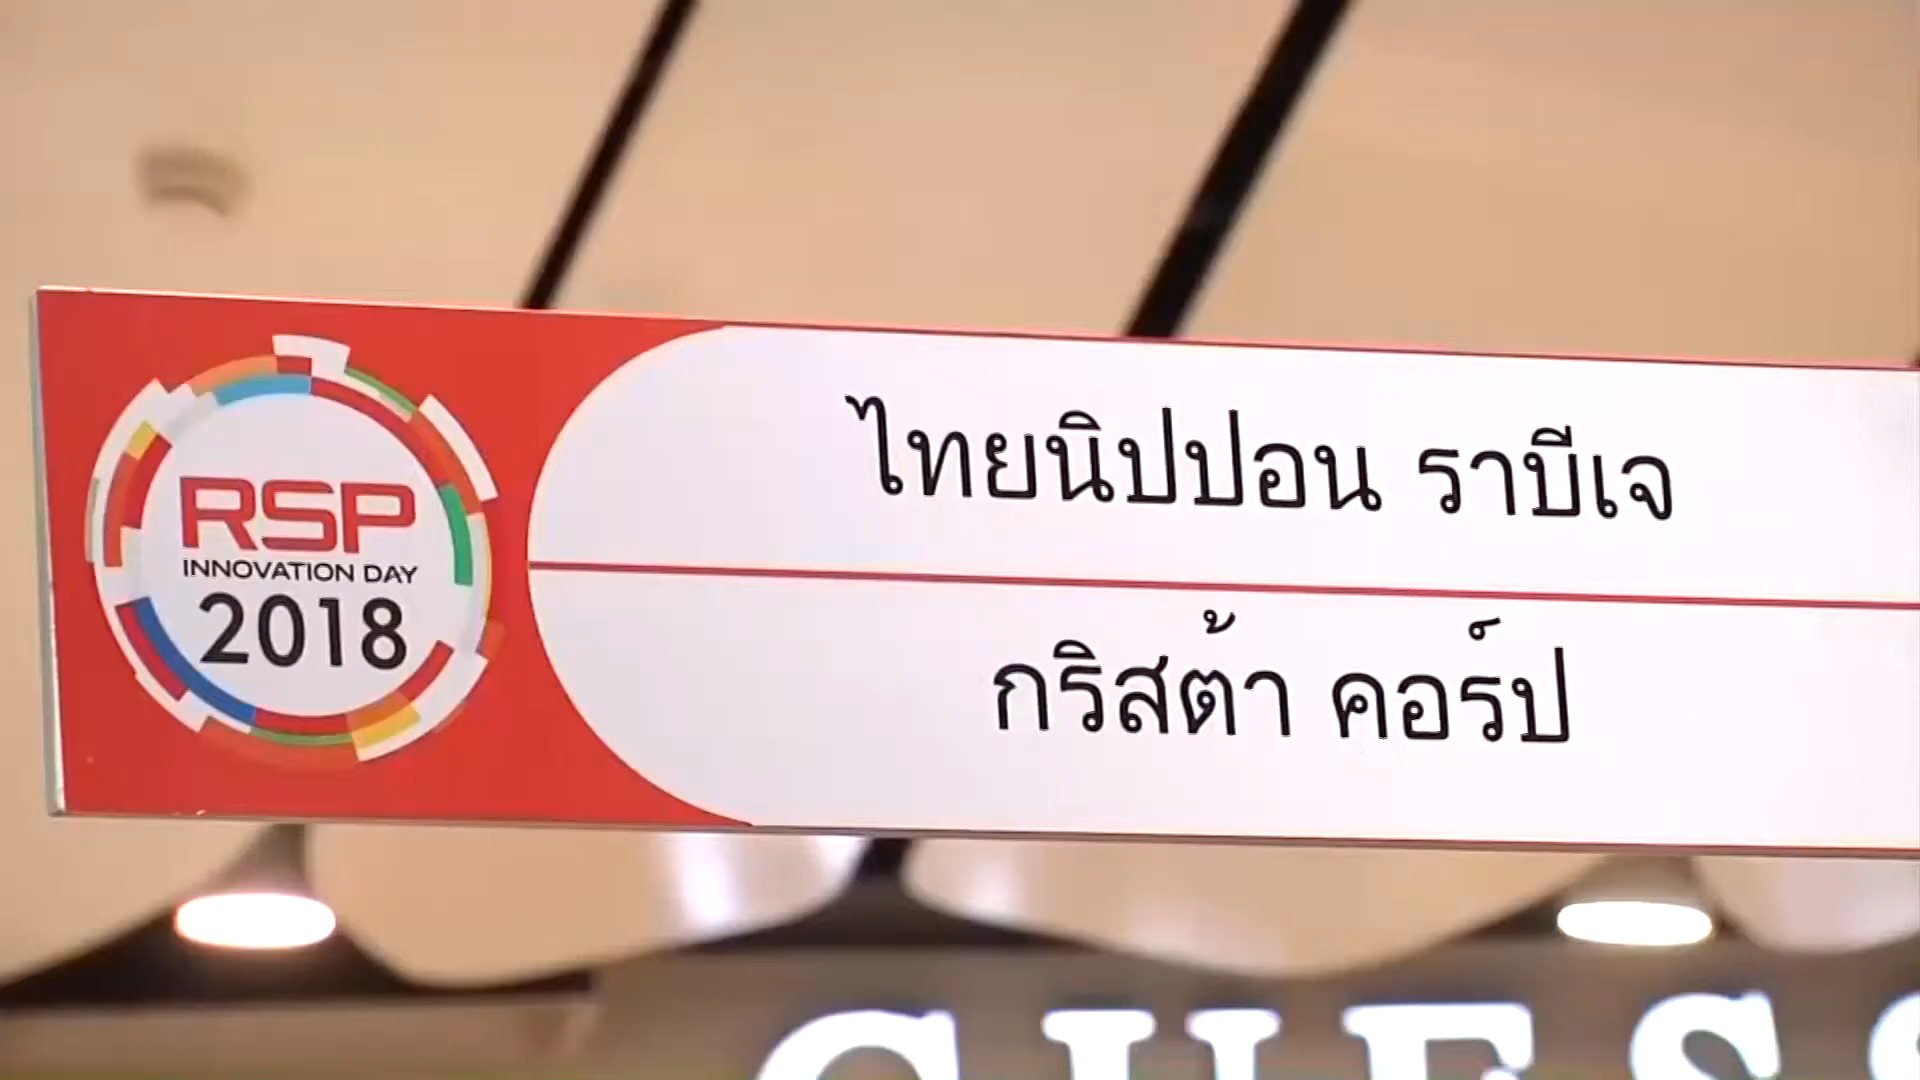 RSP
INNOVATION DAY
2018
ไทยนิปปอน ราบีเจ
กริสต้า คอร์ป